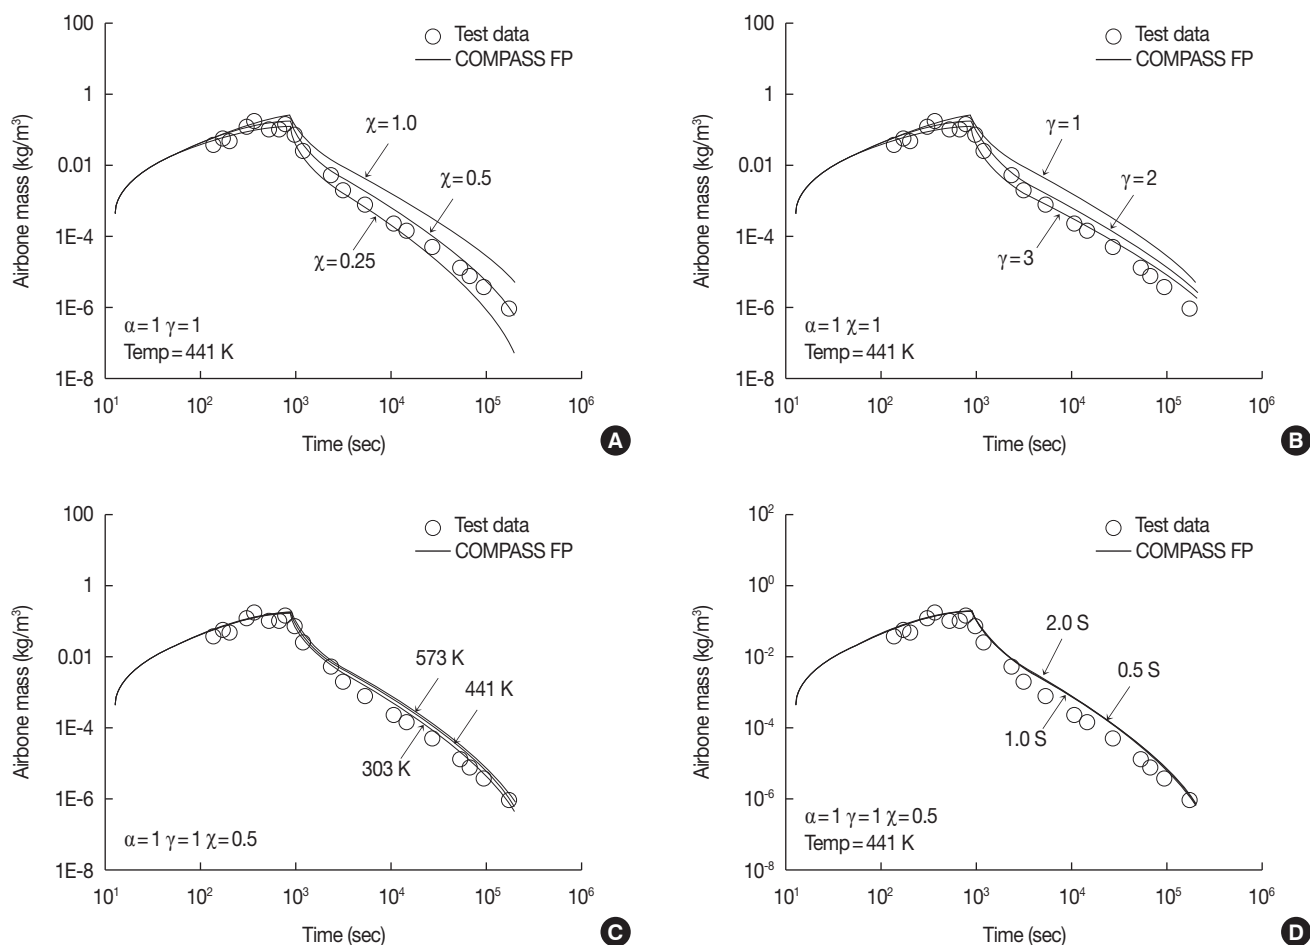 100
1
0.01
1E-4
1E-6
1E-8
Airbone mass (kg/m³)
Test data
COMPASS FP
χ=1.0
χ=0.5
χ=0.25
α=1 γ=1
Temp=441 K
10¹ 10² 10³ 10⁴ 10⁵ 10⁶
Time (sec)
A
100
1
0.01
1E-4
1E-6
1E-8
Airbone mass (kg/m³)
Test data
COMPASS FP
γ=1
γ=2
γ=3
α=1 χ=1
Temp=441 K
10¹ 10² 10³ 10⁴ 10⁵ 10⁶
Time (sec)
B
100
1
0.01
1E-4
1E-6
1E-8
Airbone mass (kg/m³)
Test data
COMPASS FP
573 K
441 K
303 K
α=1 γ=1 χ=0.5
10¹ 10² 10³ 10⁴ 10⁵ 10⁶
Time (sec)
C
10²
10⁰
10⁻²
10⁻⁴
10⁻⁶
10⁻⁸
Airbone mass (kg/m³)
Test data
COMPASS FP
2.0 S
0.5 S
1.0 S
α=1 γ=1 χ=0.5
Temp=441 K
10¹ 10² 10³ 10⁴ 10⁵ 10⁶
Time (sec)
D